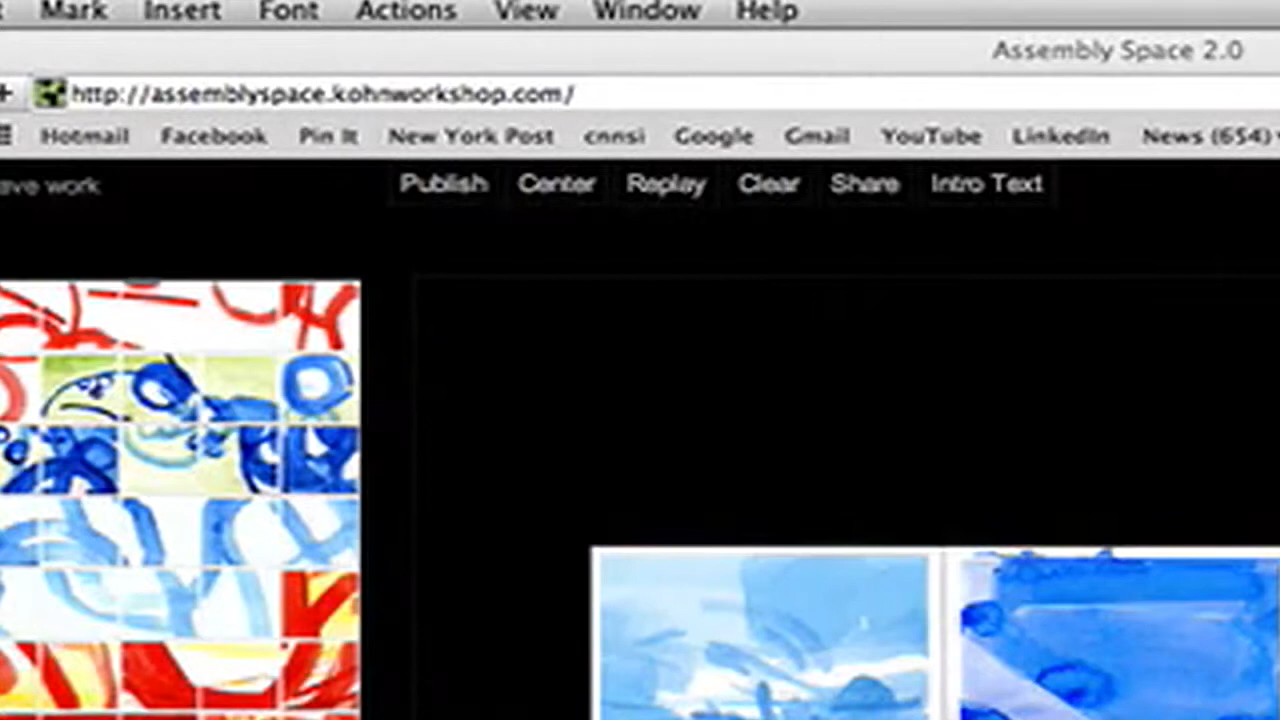 Mark Insert Font Actions View Window Help
Assembly Space 2.0
http://assemblyspace.kohnworkshop.com/
Hotmail Facebook Pin It New York Post cnnsi Google Gmail YouTube LinkedIn News (654)
work Publish Center Replay Clear Share Intro Text